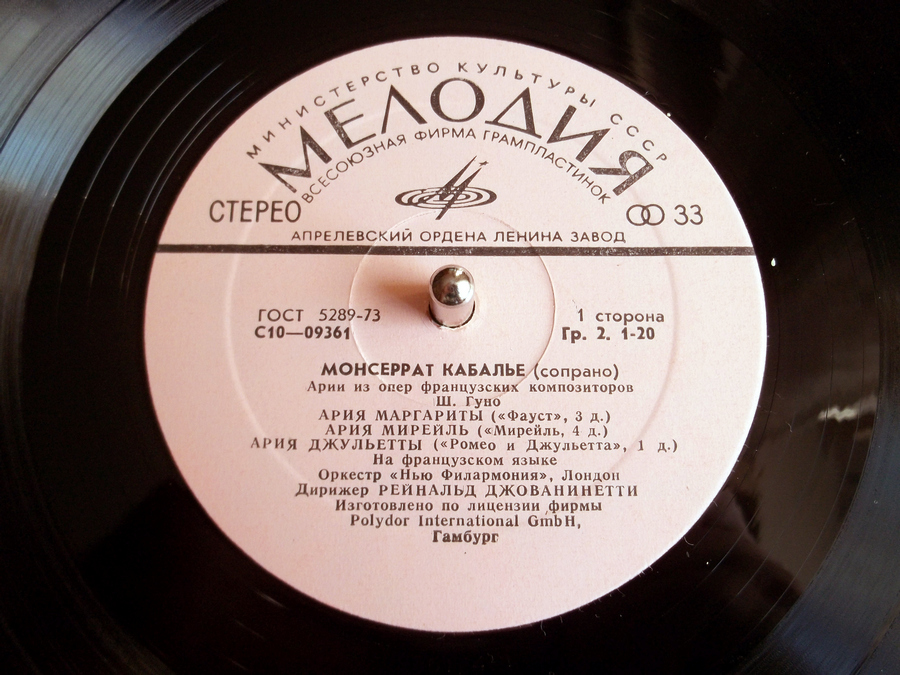 МИНИСТЕРСТВО КУЛЬТУРЫ СССР
МЕЛОДИЯ
ВСЕСОЮЗНАЯ ФИРМА ГРАМПЛАСТИНОК
СТЕРЕО
33
АПРЕЛЕВСКИЙ ОРДЕНА ЛЕНИНА ЗАВОД
ГОСТ 5289-73
1 сторона
С10—09361
Гр. 2. 1-20
МОНСЕРРАТ КАБАЛЬЕ (сопрано)
Арии из опер французских композиторов
Ш. Гуно
АРИЯ МАРГАРИТЫ («Фауст», 3 д.)
АРИЯ МИРЕЙЛЬ («Мирейль, 4 д.)
АРИЯ ДЖУЛЬЕТТЫ («Ромео и Джульетта», 1 д.)
На французском языке
Оркестр «Нью Филармония», Лондон
Дирижер РЕЙНАЛЬД ДЖОВАНИНЕТТИ
Изготовлено по лицензии фирмы
Polydor International GmbH,
Гамбург